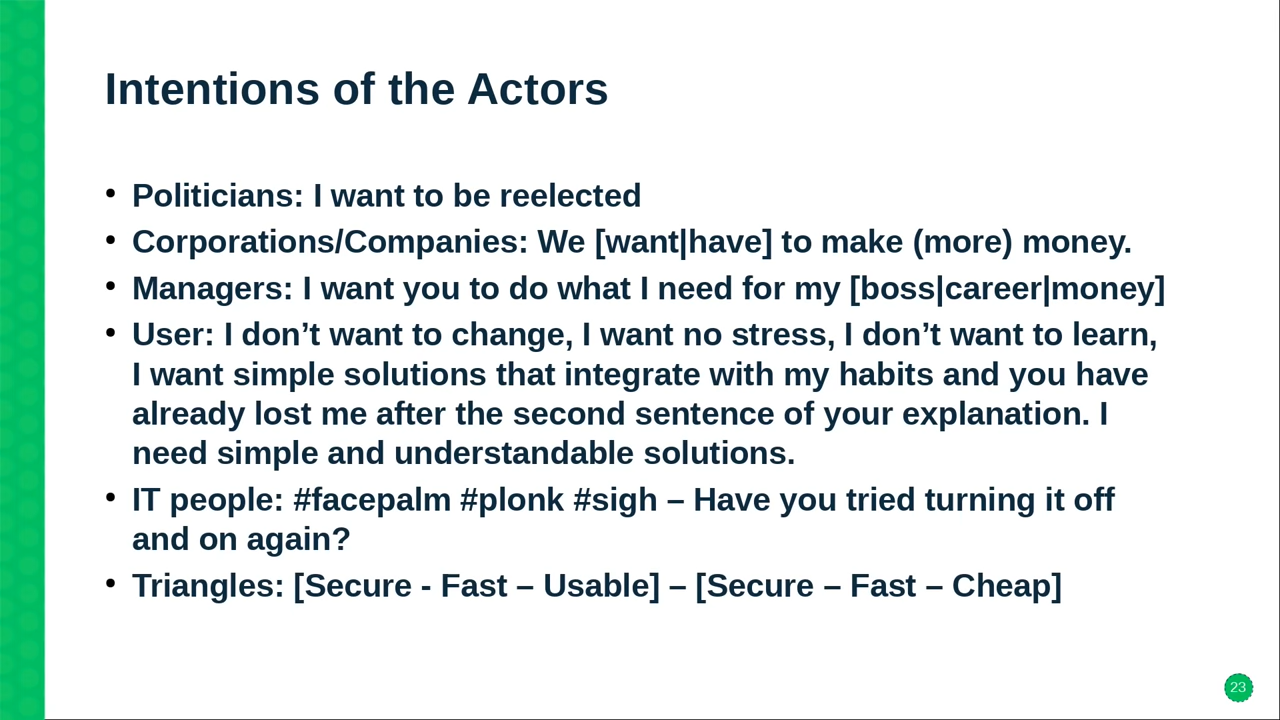 Intentions of the Actors
• Politicians: I want to be reelected
• Corporations/Companies: We [want|have] to make (more) money.
• Managers: I want you to do what I need for my [boss|career|money]
• User: I don’t want to change, I want no stress, I don’t want to learn,
I want simple solutions that integrate with my habits and you have
already lost me after the second sentence of your explanation. I
need simple and understandable solutions.
• IT people: #facepalm #plonk #sigh – Have you tried turning it off
and on again?
• Triangles: [Secure - Fast – Usable] – [Secure – Fast – Cheap]
23